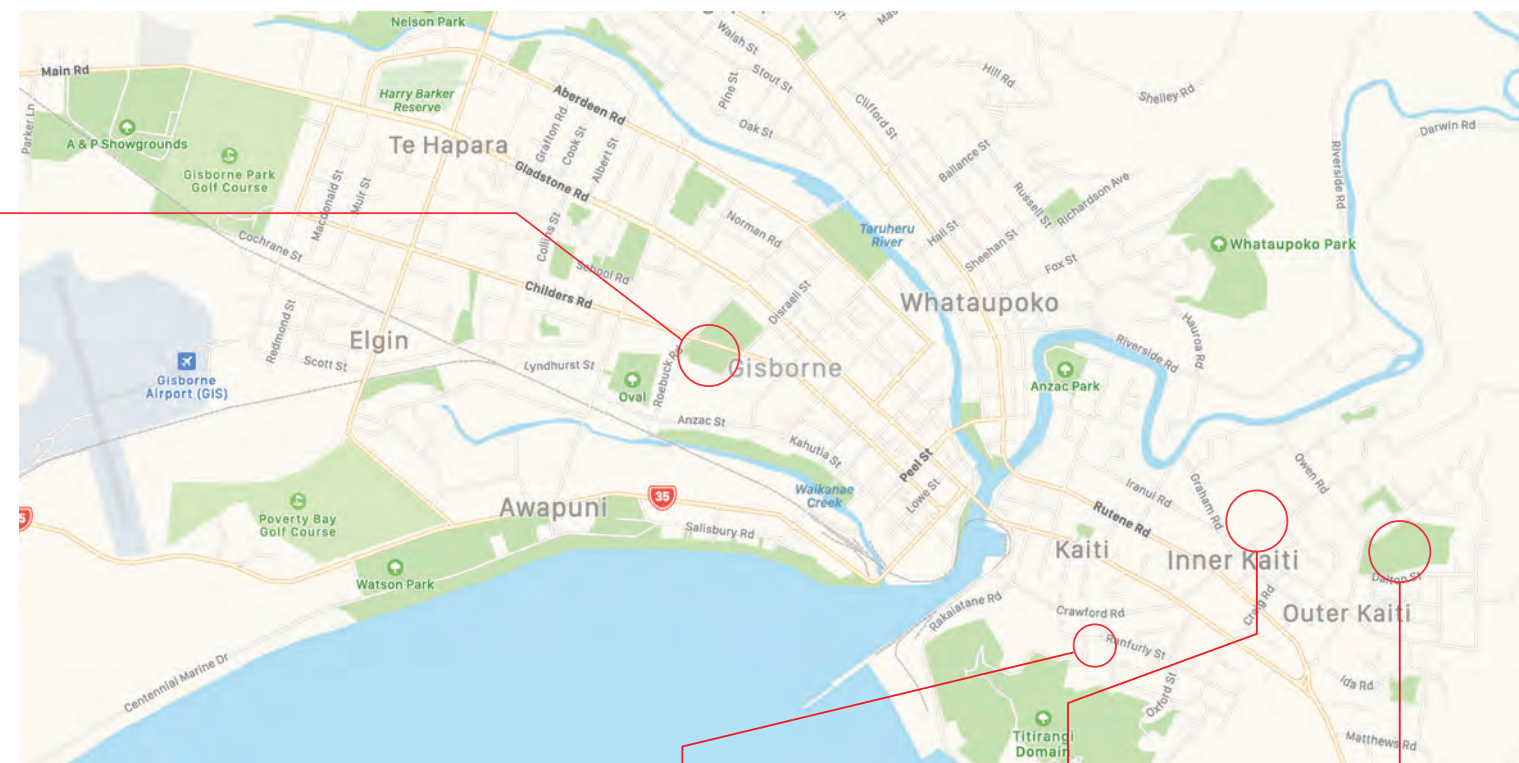 Nelson Park
Walsh St
Stout St
Pine St
Oak St
Hill Rd
Shelley Rd
Clifford St
Darwin Rd
Riverside Rd
Main Rd
Parker Ln
A & P Showgrounds
Harry Barker
Reserve
Te Hapara
Gisborne Park
Golf Course
Aberdeen Rd
Grafton Rd
Cook St
Albert St
Gladstone Rd
Macdonald St
Muir St
Cochrane St
Collins St
School Rd
Norman Rd
Taruheru
River
Ballance St
Russell St
Richardson Ave
Hall St
Sheehan St
Fox St
Whataupoko Park
Childers Rd
Disraeli St
Whataupoko
Redmond St
Elgin
Scott St
Gisborne
Airport (GIS)
Lyndhurst St
Oval
Roebuck Rd
Gisborne
Hauroa Rd
Riverside Rd
Anzac Park
Anzac St
Kahutia St
Peel St
Lowe St
Waikanae
Creek
Awapuni
35
Salisbury Rd
5
Poverty Bay
Golf Course
Watson Park
Centennial Marine Dr
Iranui Rd
Rutene Rd
Graham Rd
Owen Rd
Kaiti
Inner Kaiti
Dalton St
Outer Kaiti
Craig Rd
Rakaiatane Rd
Crawford Rd
Ranfurly St
Oxford St
Ida Rd
Matthews Rd
Titirangi
Domain